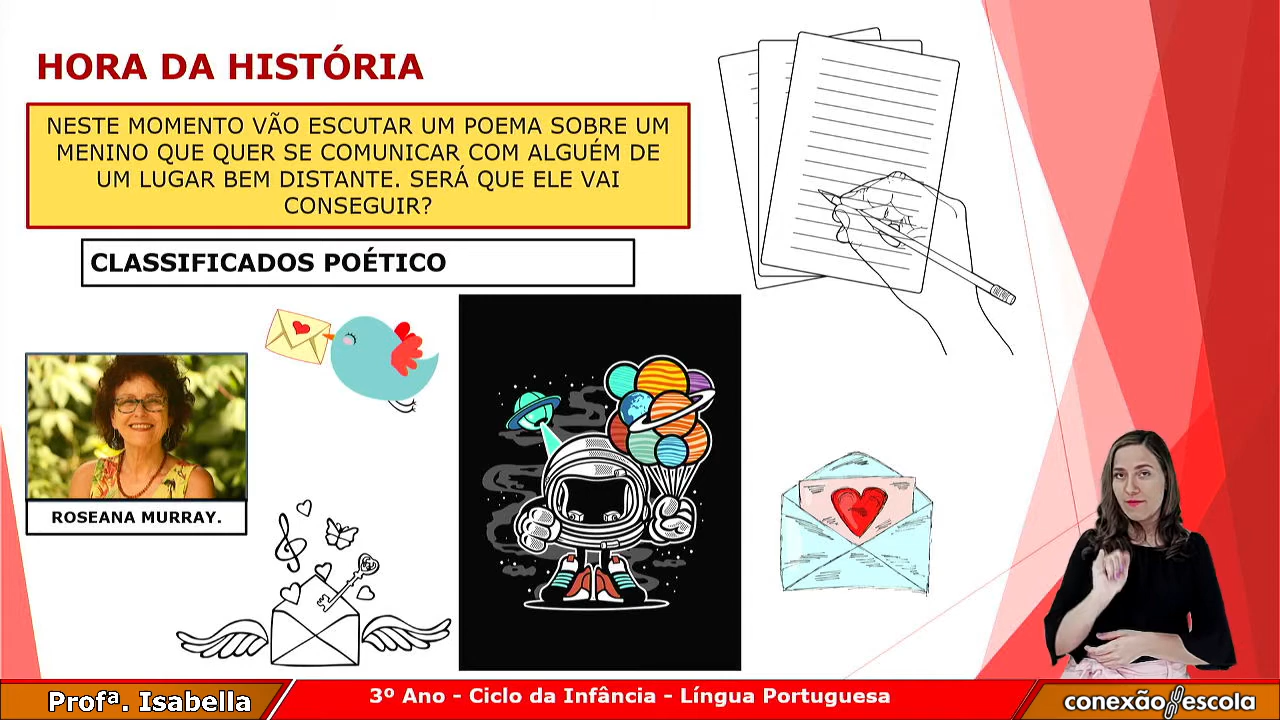 HORA DA HISTÓRIA
NESTE MOMENTO VÃO ESCUTAR UM POEMA SOBRE UM
MENINO QUE QUER SE COMUNICAR COM ALGUÉM DE
UM LUGAR BEM DISTANTE. SERÁ QUE ELE VAI
CONSEGUIR?
CLASSIFICADOS POÉTICO
ROSEANA MURRAY.
Profª. Isabella
3º Ano - Ciclo da Infância - Língua Portuguesa
conexão escola